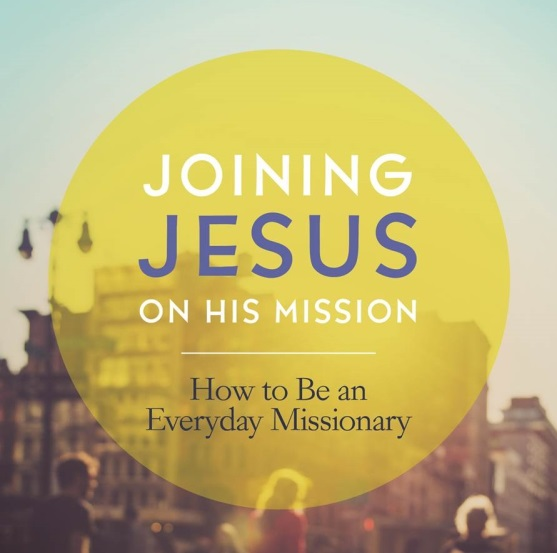 JOINING
JESUS
ON HIS MISSION
How to Be an
Everyday Missionary